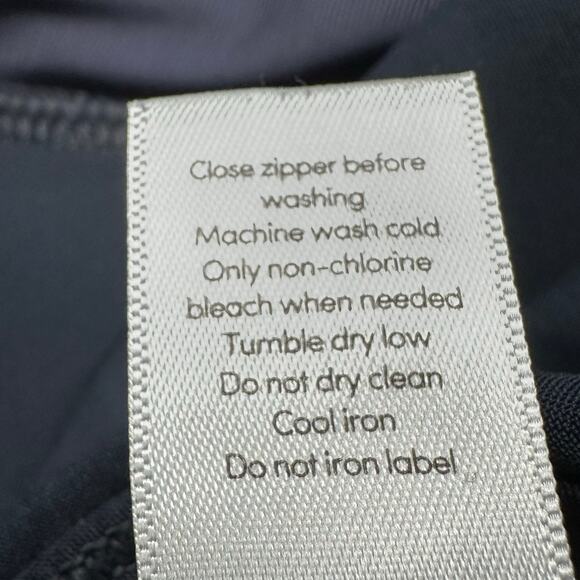 Close zipper before
washing
Machine wash cold
Only non-chlorine
bleach when needed
Tumble dry low
Do not dry clean
Cool iron
Do not iron label